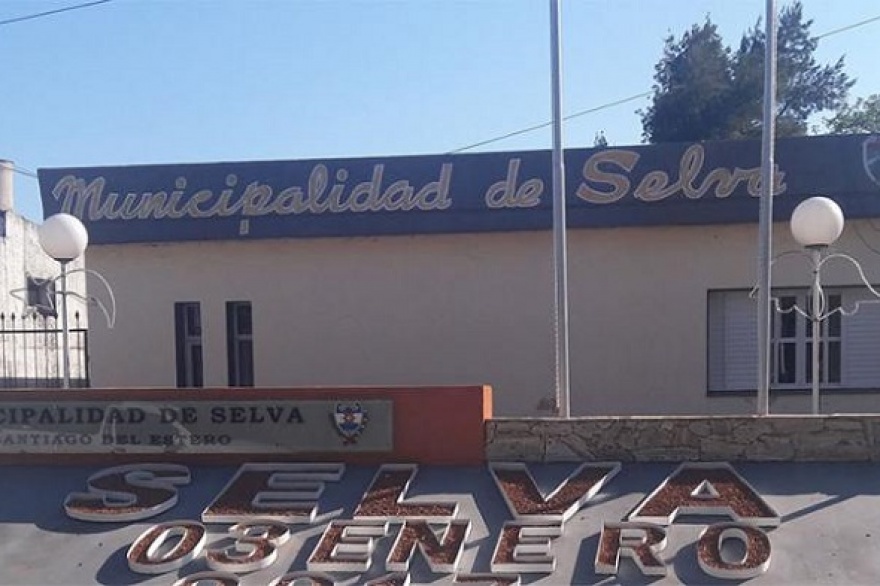 Municipalidad de Selva
CIPALIDAD DE SELVA
SANTIAGO DEL ESTERO
SELVA
03 ENERO